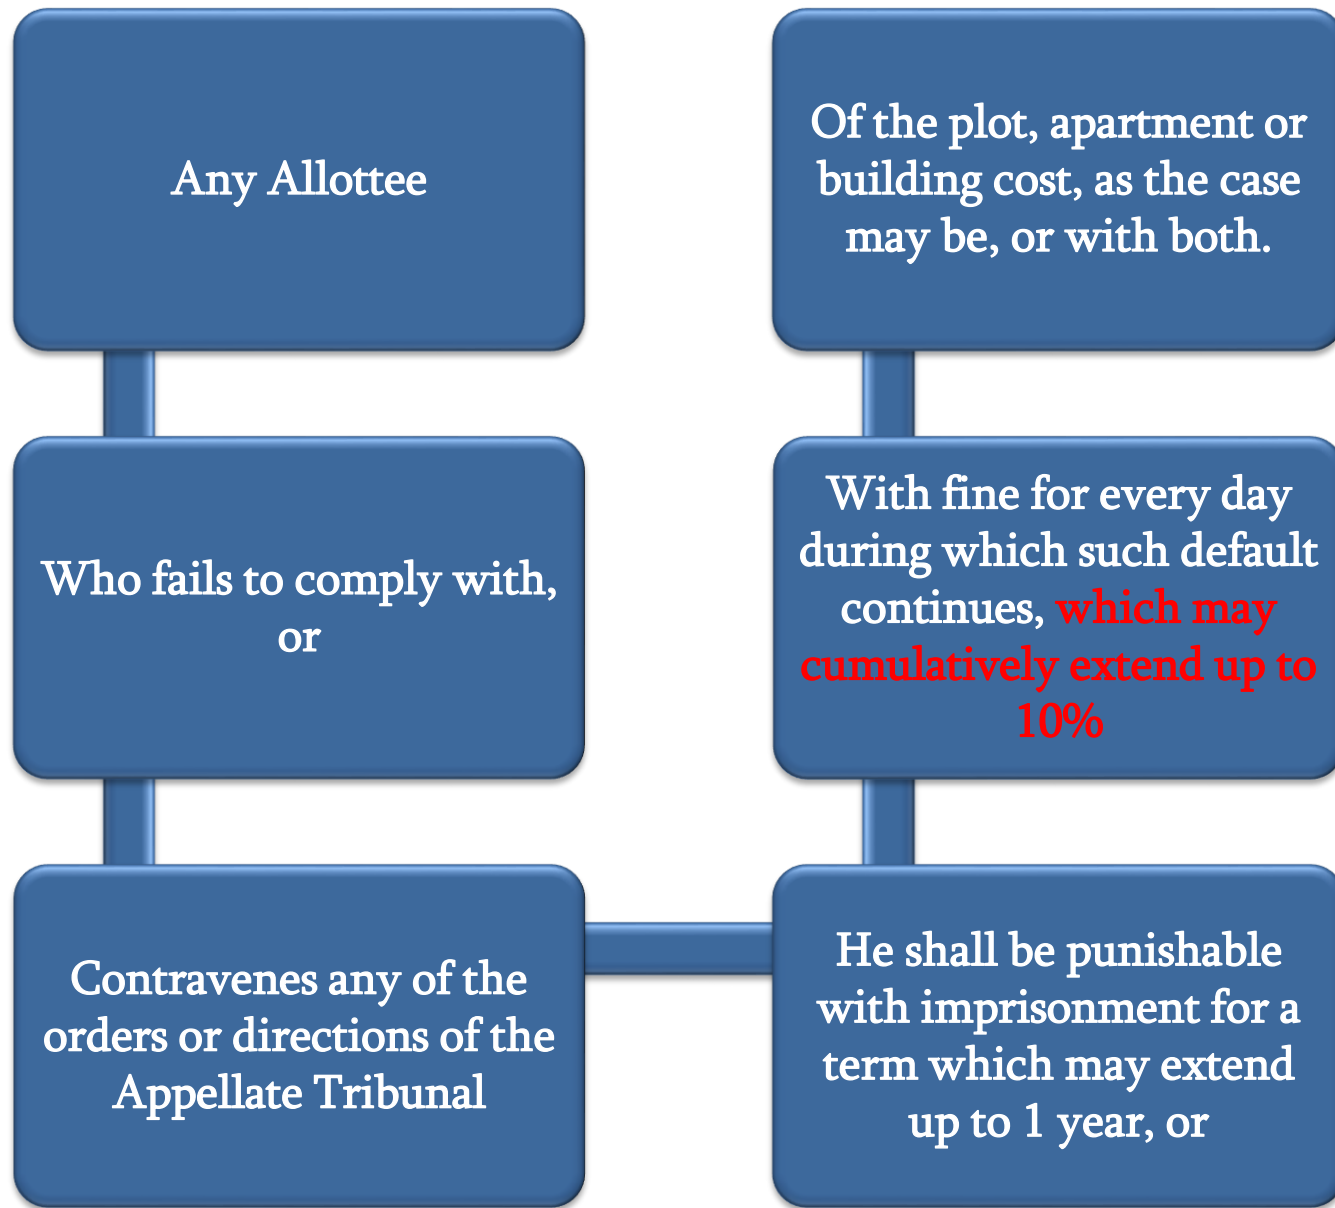 Any Allottee
Who fails to comply with,
or
Contravenes any of the
orders or directions of the
Appellate Tribunal
He shall be punishable
with imprisonment for a
term which may extend
up to 1 year, or
With fine for every day
during which such default
continues, which may
cumulatively extend up to
10%
Of the plot, apartment or
building cost, as the case
may be, or with both.